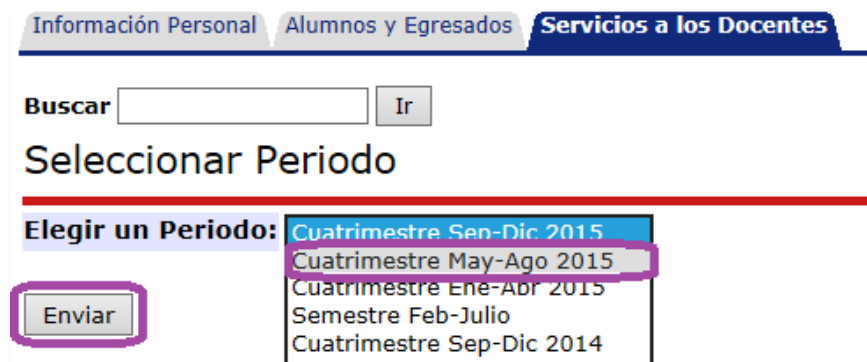 Información Personal Alumnos y Egresados Servicios a los Docentes
Buscar Ir
Seleccionar Periodo
Elegir un Periodo: Cuatrimestre Sep-Dic 2015
Cuatrimestre May-Ago 2015
Cuatrimestre Ene-Abr 2015
Enviar Semestre Feb-Julio
Cuatrimestre Sep-Dic 2014